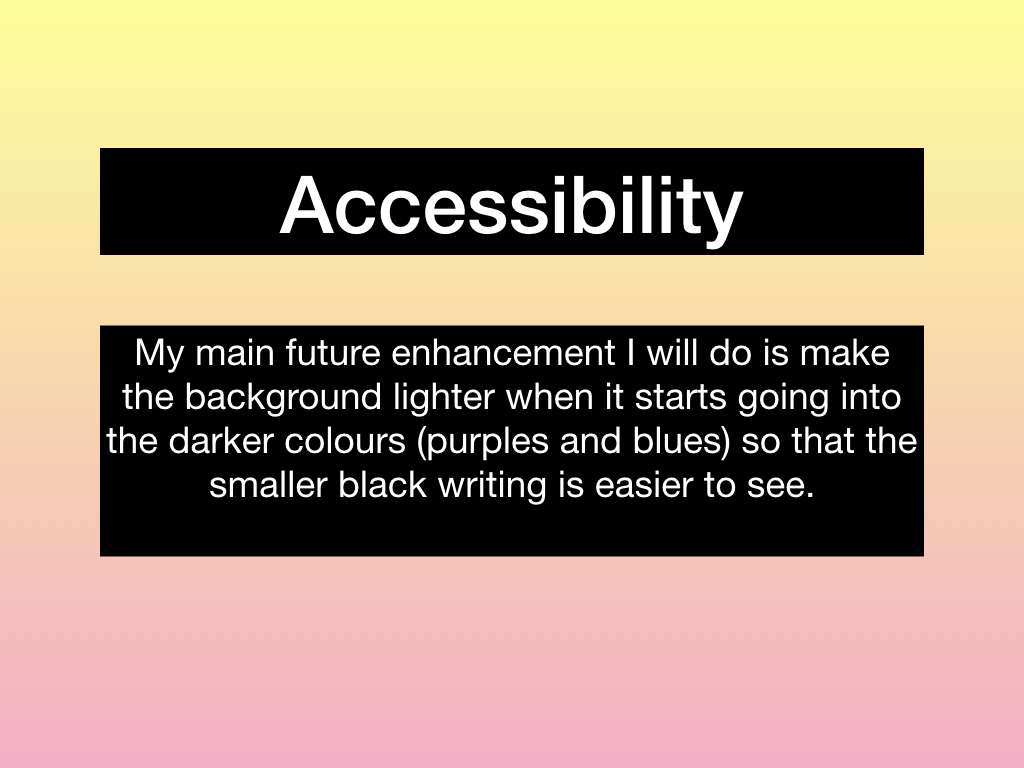 Accessibility
My main future enhancement I will do is make
the background lighter when it starts going into
the darker colours (purples and blues) so that the
smaller black writing is easier to see.